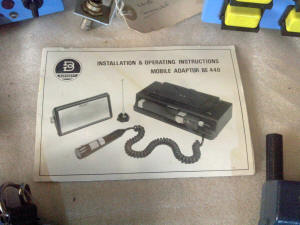 B
INSTALLATION & OPERATING INSTRUCTIONS
MOBILE ADAPTOR BE 440